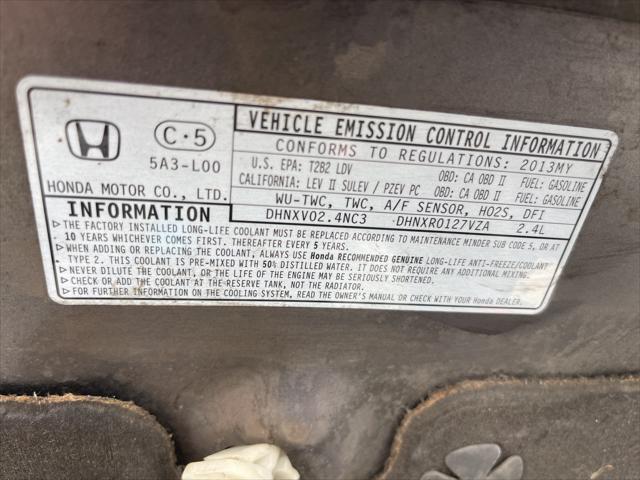 C·5
5A3-L00
HONDA MOTOR CO., LTD.
VEHICLE EMISSION CONTROL INFORMATION
CONFORMS TO REGULATIONS: 2013MY
U.S. EPA: T2B2 LDV OBD: CA OBD II FUEL: GASOLINE
CALIFORNIA: LEV II SULEV / PZEV PC OBD: CA OBD II FUEL: GASOLINE
WU-TWC, TWC, A/F SENSOR, HO2S, DFI
DHNXV02.4NC3 DHNXR0127VZA 2.4L
INFORMATION
▷THE FACTORY INSTALLED LONG-LIFE COOLANT MUST BE REPLACED ACCORDING TO MAINTENANCE MINDER SUB CODE 5, OR AT
10 YEARS WHICHEVER COMES FIRST. THEREAFTER EVERY 5 YEARS.
▷WHEN ADDING OR REPLACING THE COOLANT, ALWAYS USE Honda RECOMMENDED GENUINE LONG-LIFE ANTI-FREEZE/COOLANT
TYPE 2. THIS COOLANT IS PRE-MIXED WITH 50% DISTILLED WATER. IT DOES NOT REQUIRE ANY ADDITIONAL MIXING.
▷NEVER DILUTE THE COOLANT, OR THE LIFE OF THE ENGINE MAY BE SERIOUSLY SHORTENED.
▷CHECK OR ADD THE COOLANT AT THE RESERVE TANK, NOT THE RADIATOR.
▷FOR FURTHER INFORMATION ON THE COOLING SYSTEM, READ THE OWNER'S MANUAL OR CHECK WITH YOUR Honda DEALER.